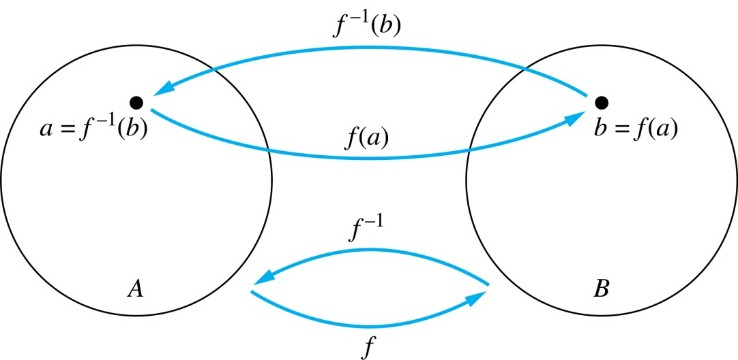 f⁻¹(b)
a = f⁻¹(b)
f(a)
b = f(a)
f⁻¹
A
B
f